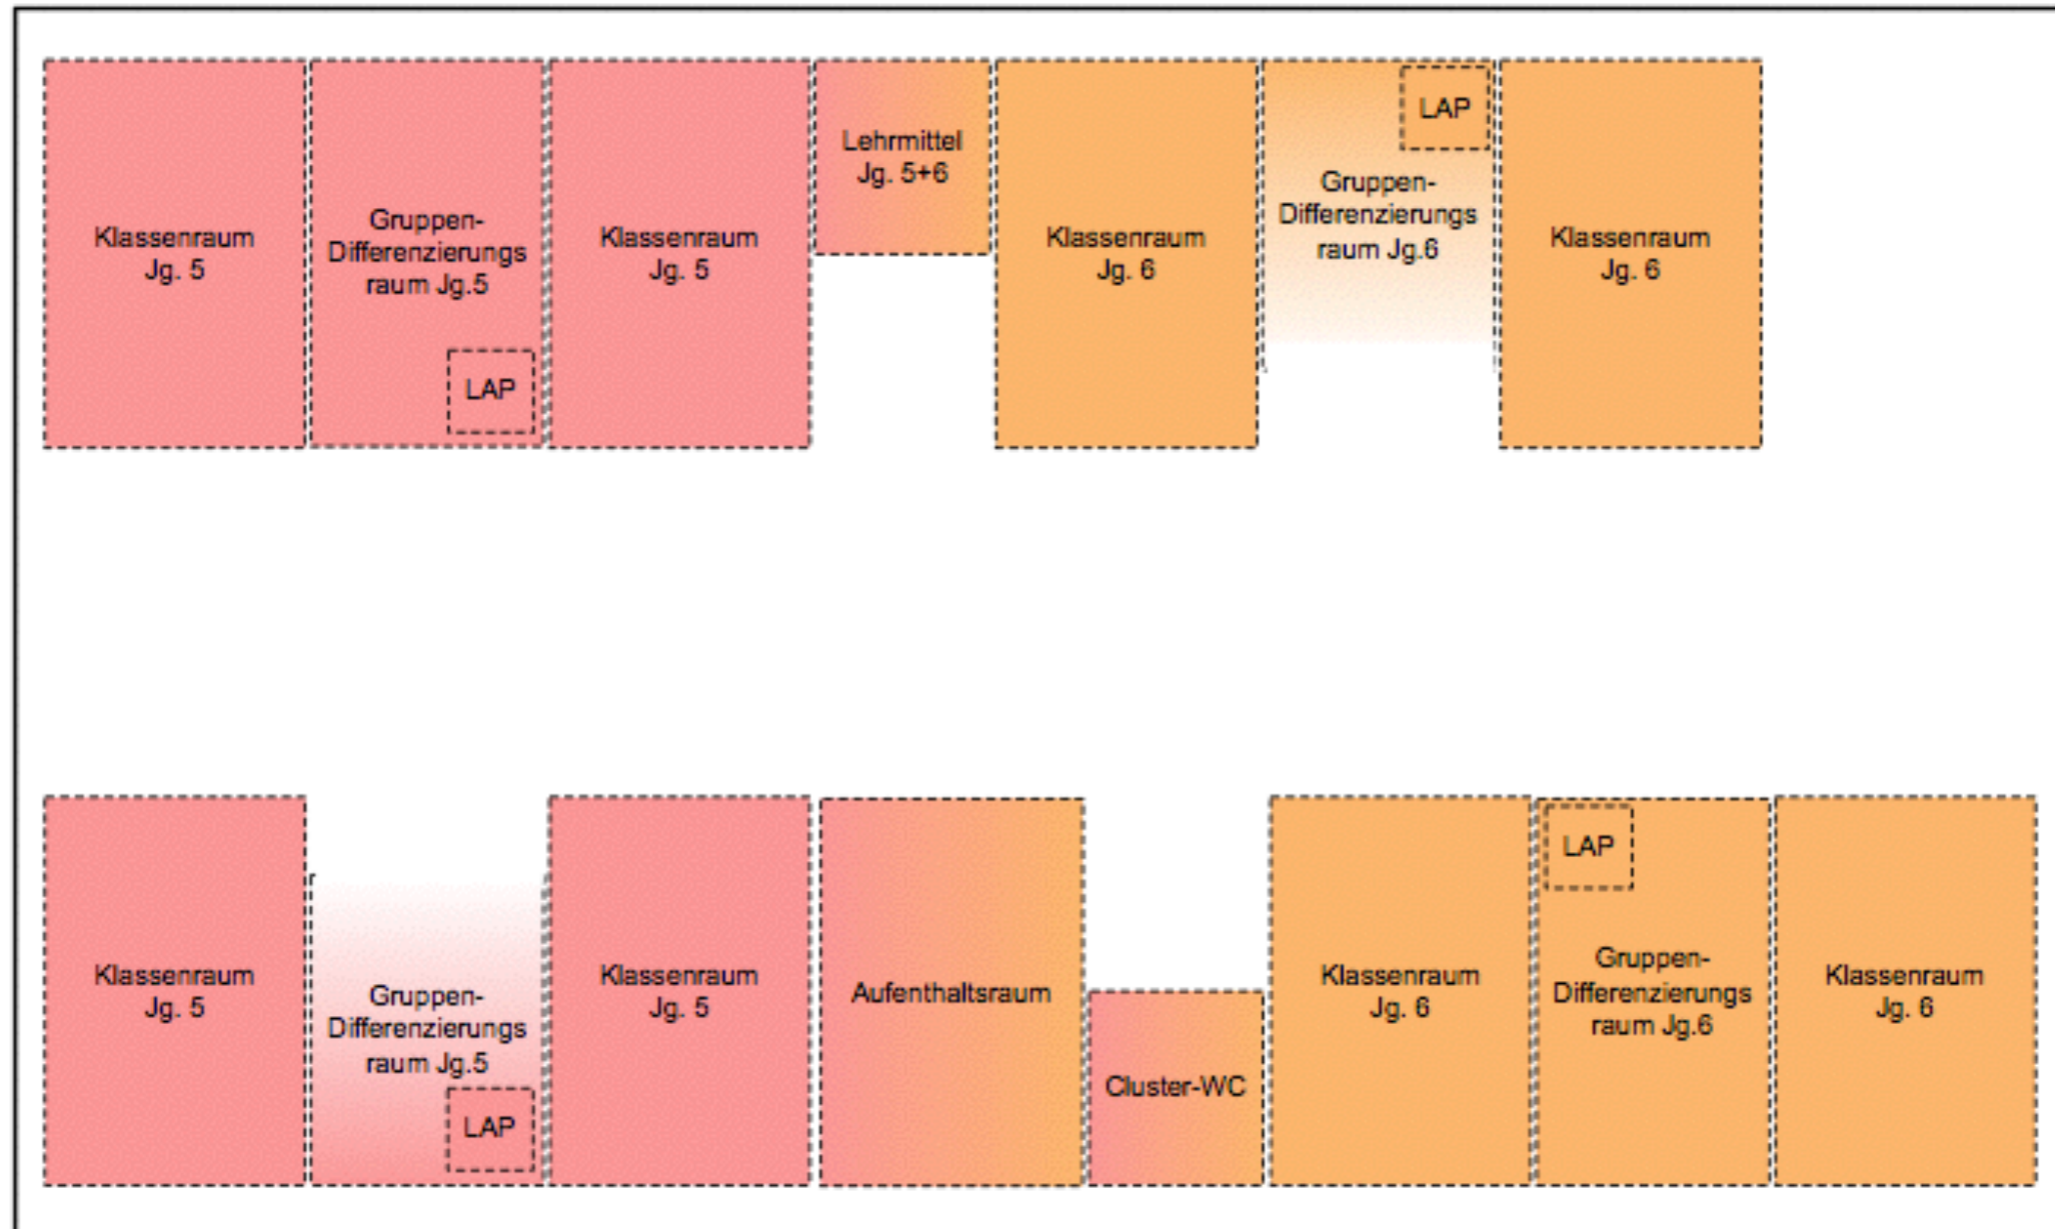 Klassenraum
Jg. 5
Gruppen-
Differenzierungs
raum Jg.5
LAP
Klassenraum
Jg. 5
Lehrmittel
Jg. 5+6
Klassenraum
Jg. 6
LAP
Gruppen-
Differenzierungs
raum Jg.6
Klassenraum
Jg. 6
Klassenraum
Jg. 5
Gruppen-
Differenzierungs
raum Jg.5
LAP
Klassenraum
Jg. 5
Aufenthaltsraum
Cluster-WC
Klassenraum
Jg. 6
LAP
Gruppen-
Differenzierungs
raum Jg.6
Klassenraum
Jg. 6